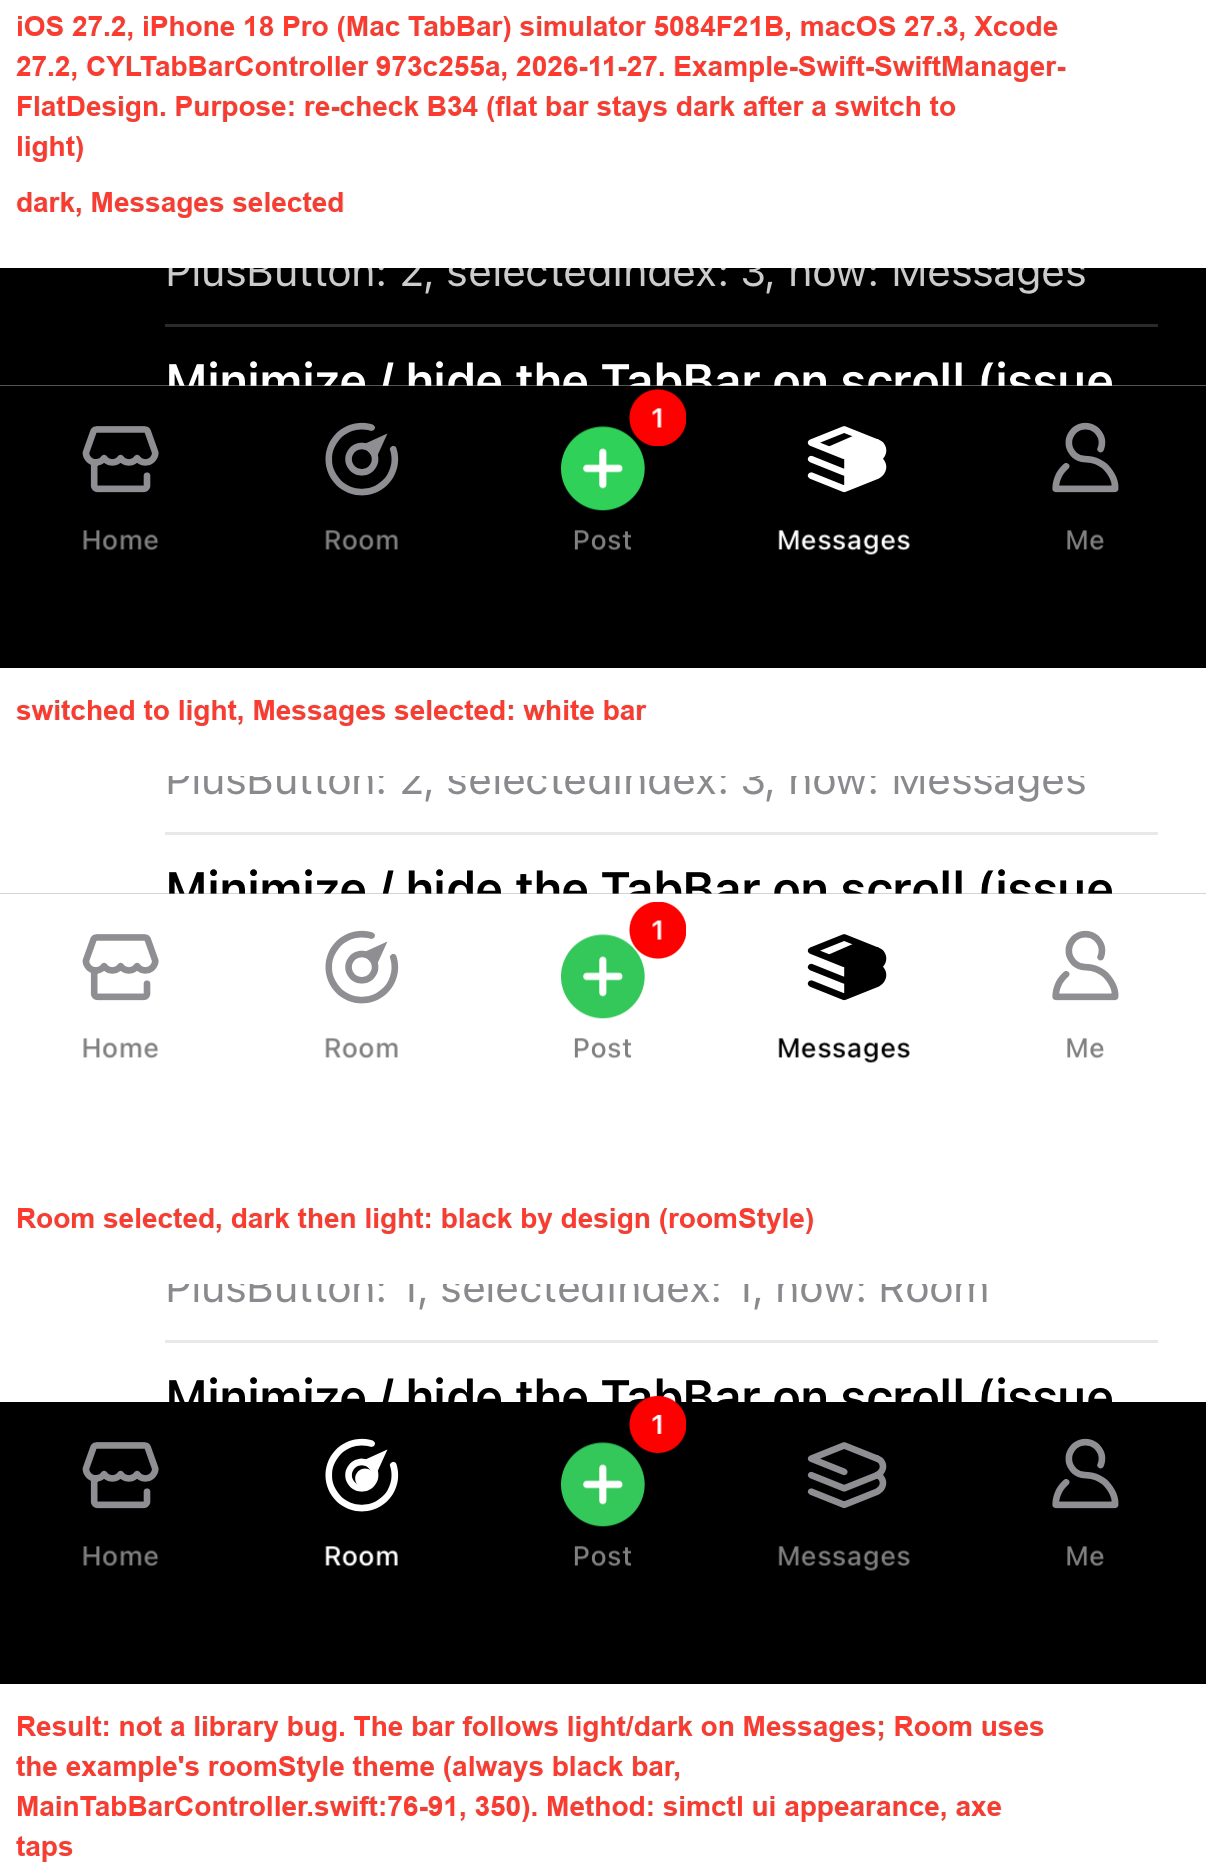 iOS 27.2, iPhone 18 Pro (Mac TabBar) simulator 5084F21B, macOS 27.3, Xcode
27.2, CYLTabBarController 973c255a, 2026-11-27. Example-Swift-SwiftManager-
FlatDesign. Purpose: re-check B34 (flat bar stays dark after a switch to
light)
dark, Messages selected
PlusButton: 2, selectedIndex: 3, now: Messages
Minimize / hide the TabBar on scroll (issue
1
Home Room Post Messages Me
switched to light, Messages selected: white bar
PlusButton: 2, selectedIndex: 3, now: Messages
Minimize / hide the TabBar on scroll (issue
1
Home Room Post Messages Me
Room selected, dark then light: black by design (roomStyle)
PlusButton: 1, selectedIndex: 1, now: Room
Minimize / hide the TabBar on scroll (issue
1
Home Room Post Messages Me
Result: not a library bug. The bar follows light/dark on Messages; Room uses
the example's roomStyle theme (always black bar,
MainTabBarController.swift:76-91, 350). Method: simctl ui appearance, axe
taps